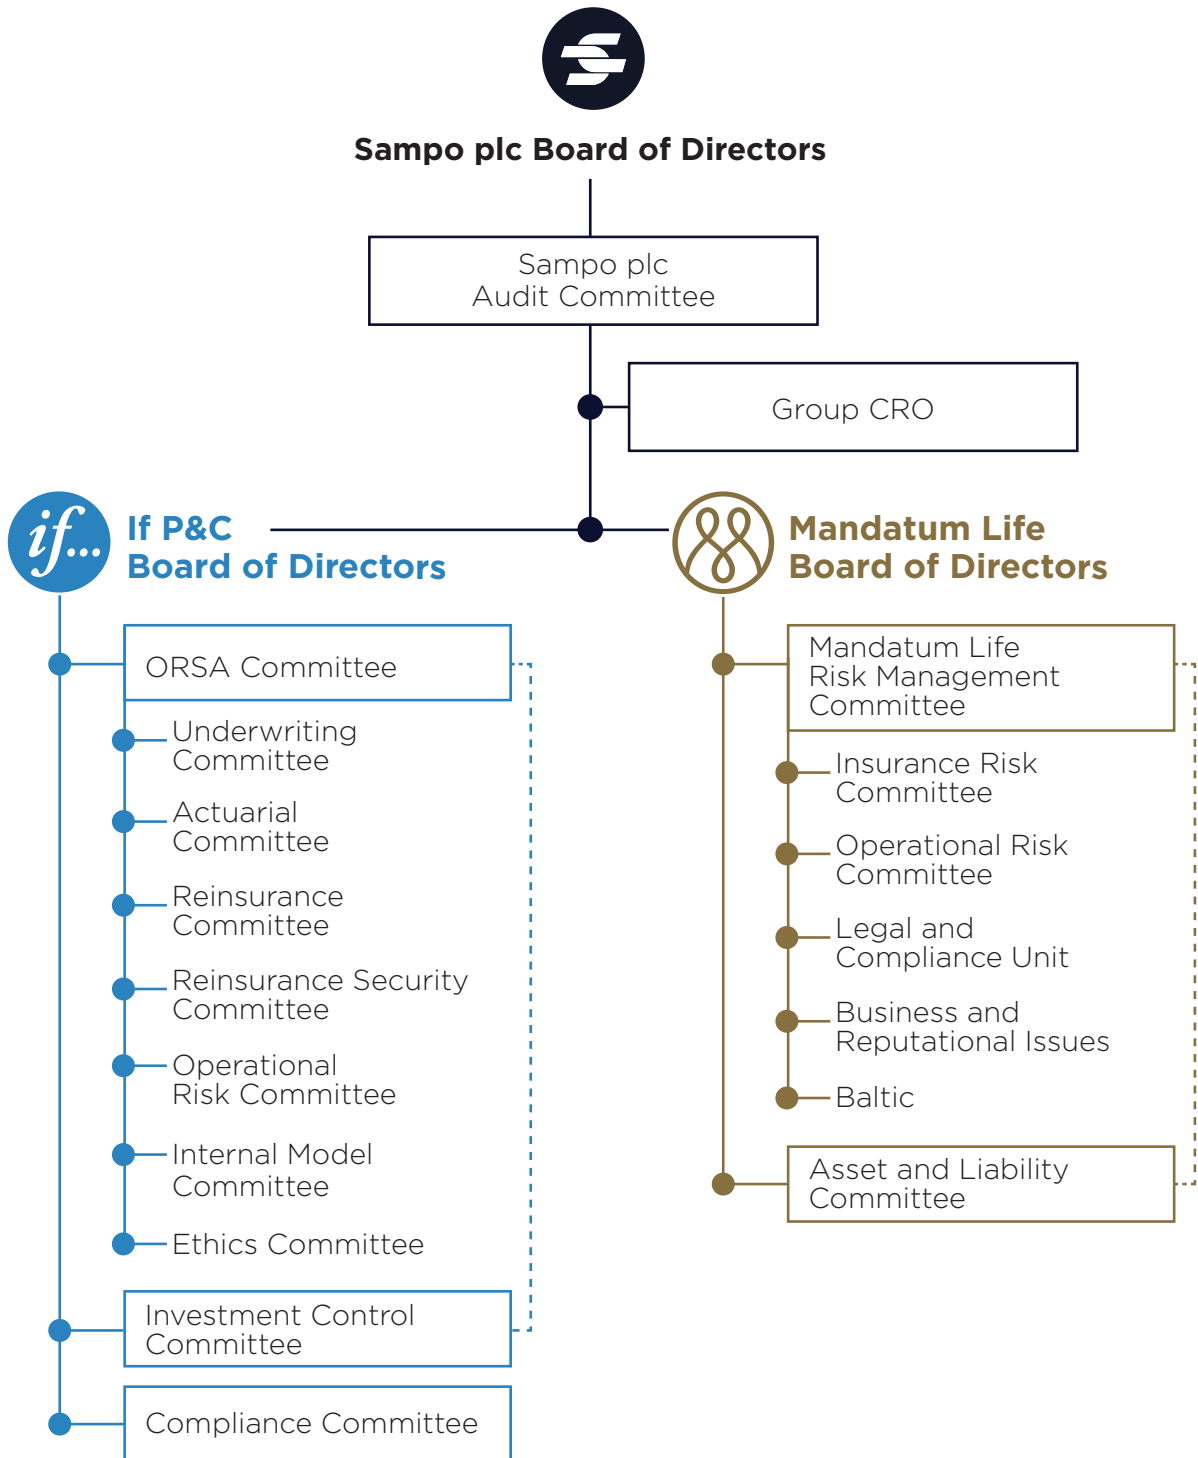 Sampo plc Board of Directors
Sampo plc
Audit Committee
Group CRO
if...
If P&C
Board of Directors
ORSA Committee
Underwriting
Committee
Actuarial
Committee
Reinsurance
Committee
Reinsurance Security
Committee
Operational
Risk Committee
Internal Model
Committee
Ethics Committee
Investment Control
Committee
Compliance Committee
Mandatum Life
Board of Directors
Mandatum Life
Risk Management
Committee
Insurance Risk
Committee
Operational Risk
Committee
Legal and
Compliance Unit
Business and
Reputational Issues
Baltic
Asset and Liability
Committee